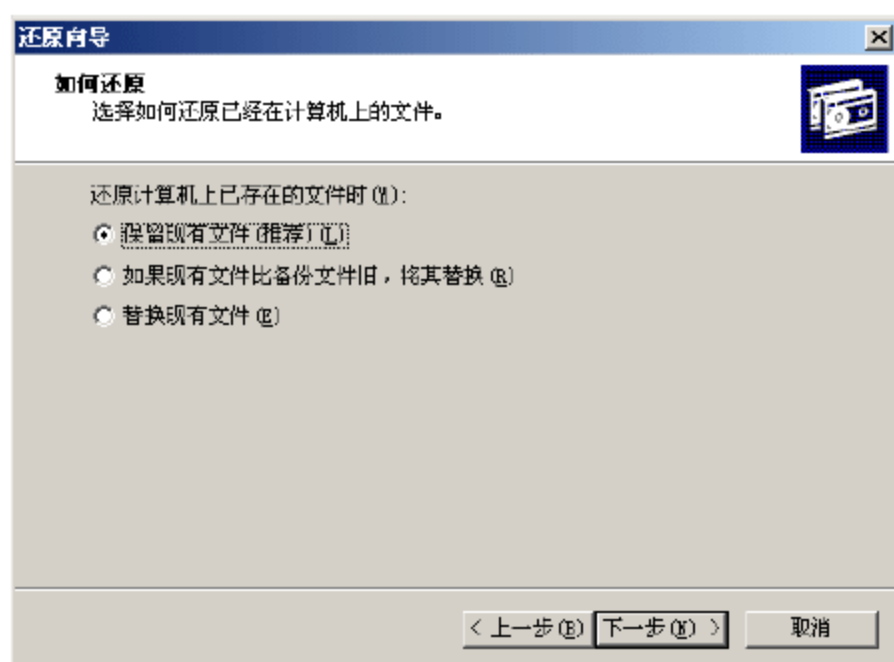 还原向导
如何还原
选择如何还原已经在计算机上的文件。
还原计算机上已存在的文件时(W):
保留现有文件(推荐)(L)
如果现有文件比备份文件旧，将其替换(R)
替换现有文件(E)
< 上一步(B)
下一步(N) >
取消